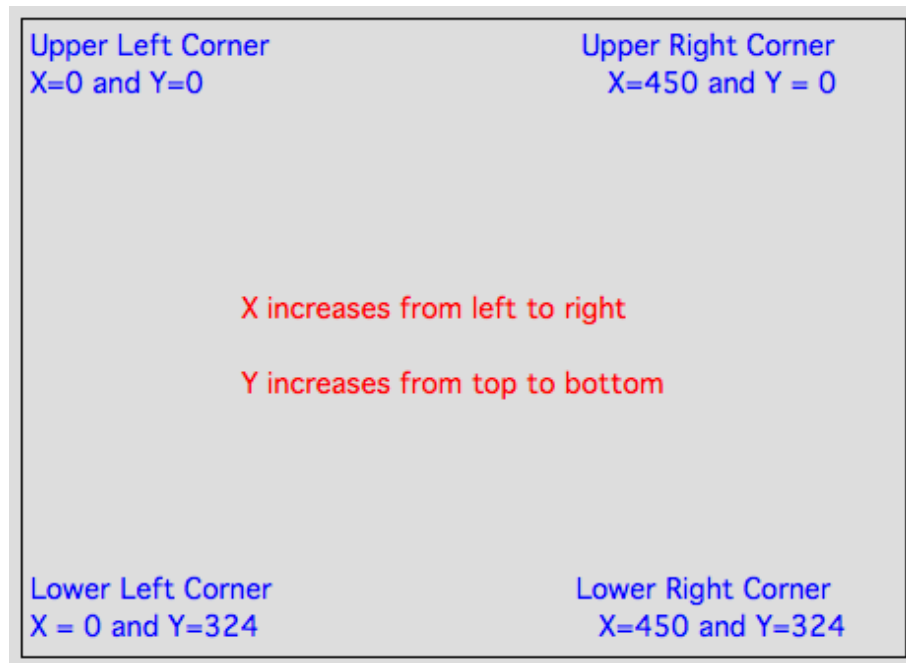 Upper Left Corner
X=0 and Y=0
Upper Right Corner
X=450 and Y = 0
X increases from left to right
Y increases from top to bottom
Lower Left Corner
X = 0 and Y=324
Lower Right Corner
X=450 and Y=324